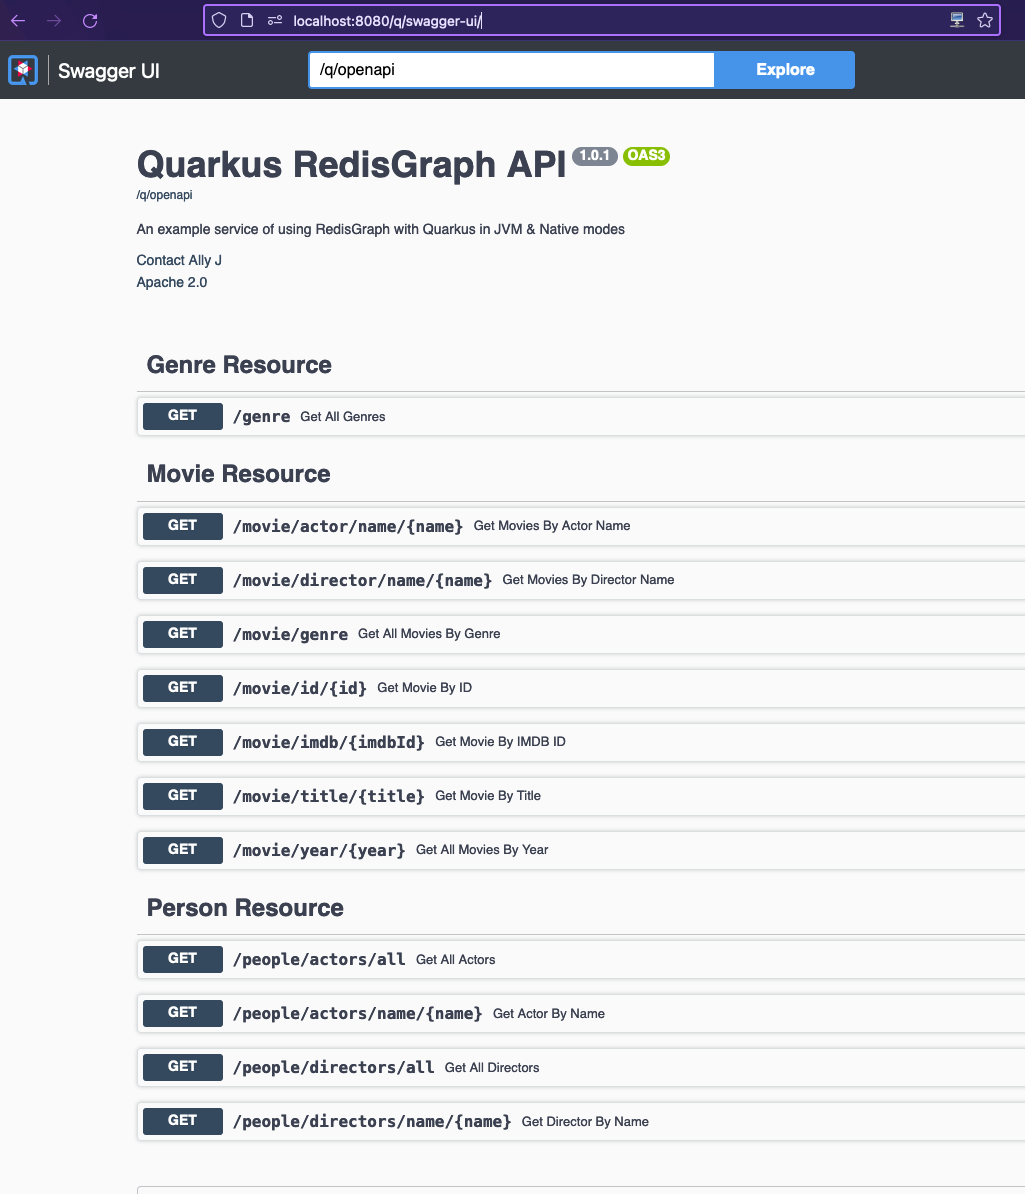 localhost:8080/q/swagger-ui/
Swagger UI
/q/openapi
Explore
Quarkus RedisGraph API 1.0.1 OAS3
/q/openapi
An example service of using RedisGraph with Quarkus in JVM & Native modes
Contact Ally J
Apache 2.0
Genre Resource
GET /genre Get All Genres
Movie Resource
GET /movie/actor/name/{name} Get Movies By Actor Name
GET /movie/director/name/{name} Get Movies By Director Name
GET /movie/genre Get All Movies By Genre
GET /movie/id/{id} Get Movie By ID
GET /movie/imdb/{imdbId} Get Movie By IMDB ID
GET /movie/title/{title} Get Movie By Title
GET /movie/year/{year} Get All Movies By Year
Person Resource
GET /people/actors/all Get All Actors
GET /people/actors/name/{name} Get Actor By Name
GET /people/directors/all Get All Directors
GET /people/directors/name/{name} Get Director By Name